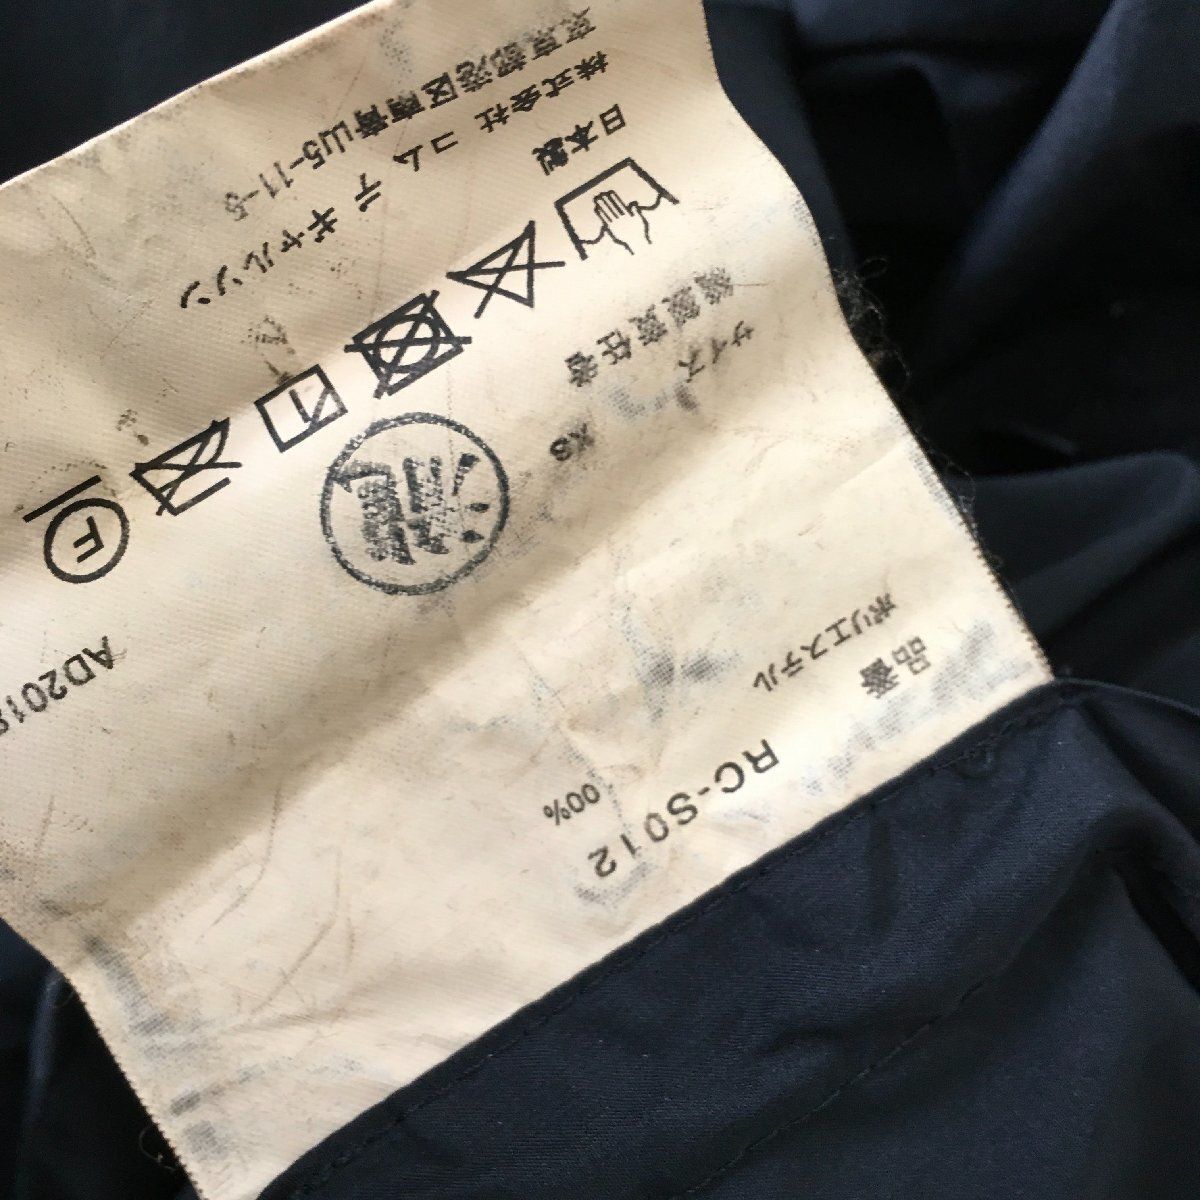 品番 RC-S012
ポリエステル 00%
サイズ XS
縫製責任者
F
日本製
株式会社 コム デ ギャルソン
東京都港区南青山5-11-5
AD201